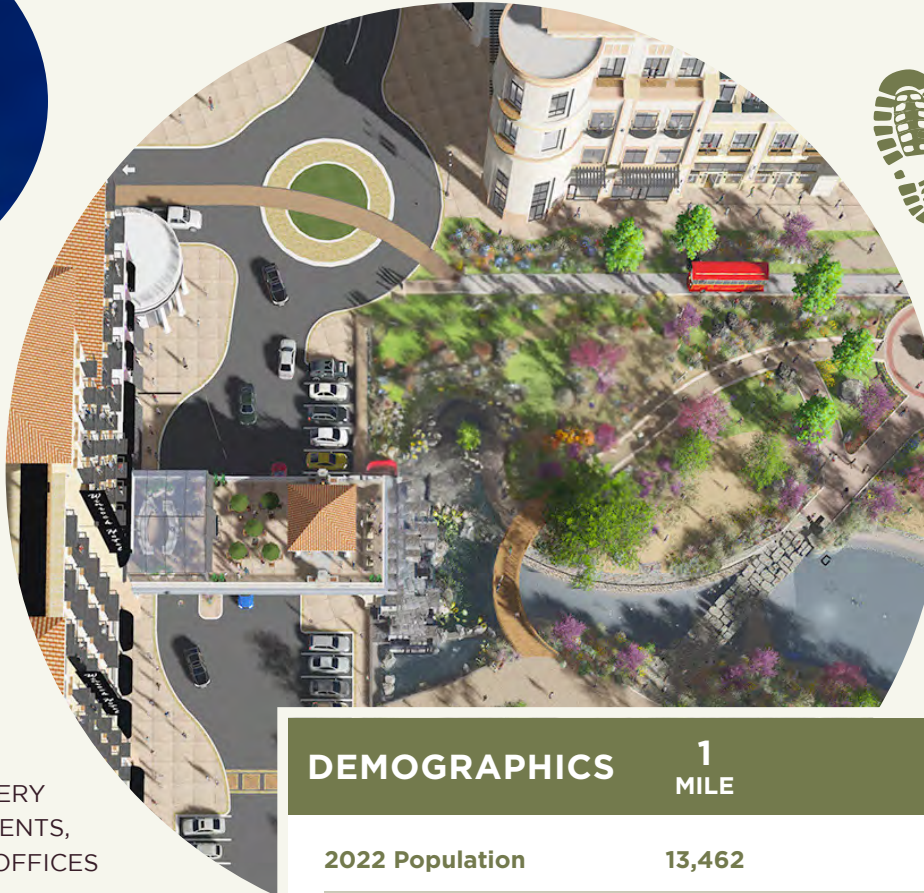 ERY
ENTS,
OFFICES
DEMOGRAPHICS 1 MILE
2022 Population 13,462